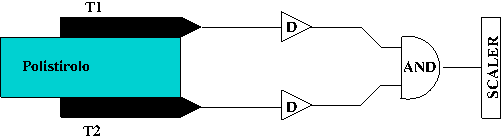 T1
D
Polistirolo
AND
SCALER
D
T2